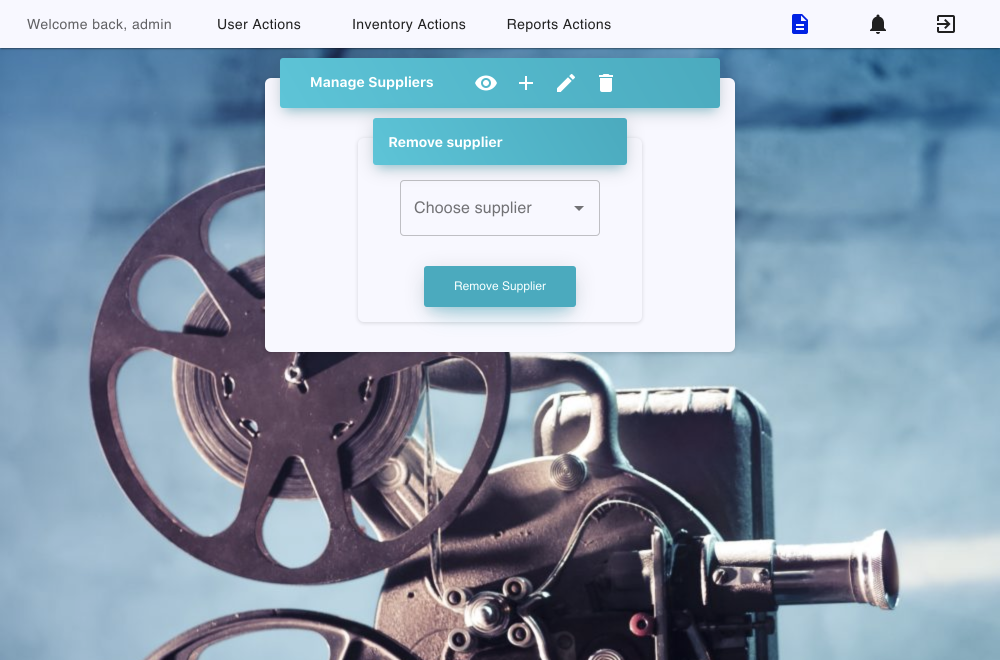 Welcome back, admin
User Actions
Inventory Actions
Reports Actions
Manage Suppliers
Remove supplier
Choose supplier
Remove Supplier